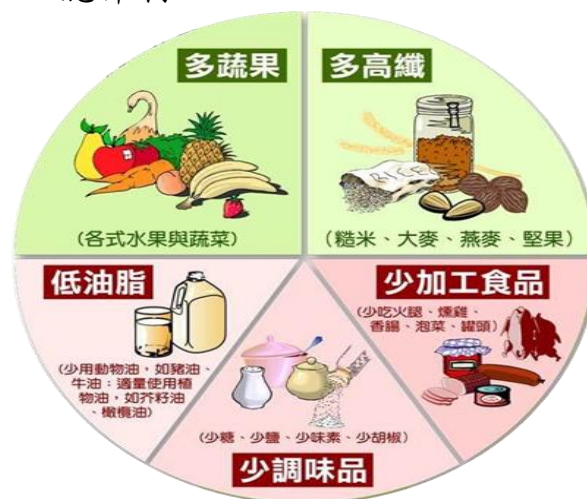 多蔬果
(各式水果與蔬菜)
多高纖
RICE
(糙米、大麥、燕麥、堅果)
低油脂
(少用動物油,如豬油、
牛油:適量使用植
物油,如芥籽油
、橄欖油)
少加工食品
(少吃火腿、燻雞、
香腸、泡菜、罐頭)
(少糖、少鹽、少味素、少胡椒)
少調味品